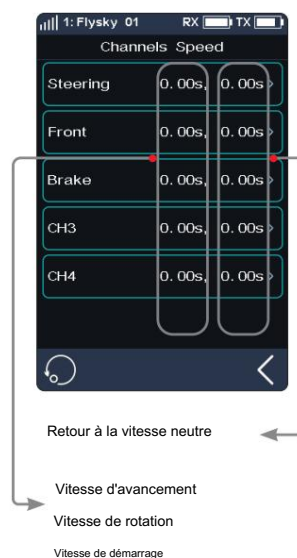 1: Flysky 01 RX TX
Channels Speed
Steering 0.00s, 0.00s >
Front 0.00s, 0.00s >
Brake 0.00s, 0.00s >
CH3 0.00s, 0.00s >
CH4 0.00s, 0.00s >
Retour à la vitesse neutre
Vitesse d'avancement
Vitesse de rotation
Vitesse de démarrage